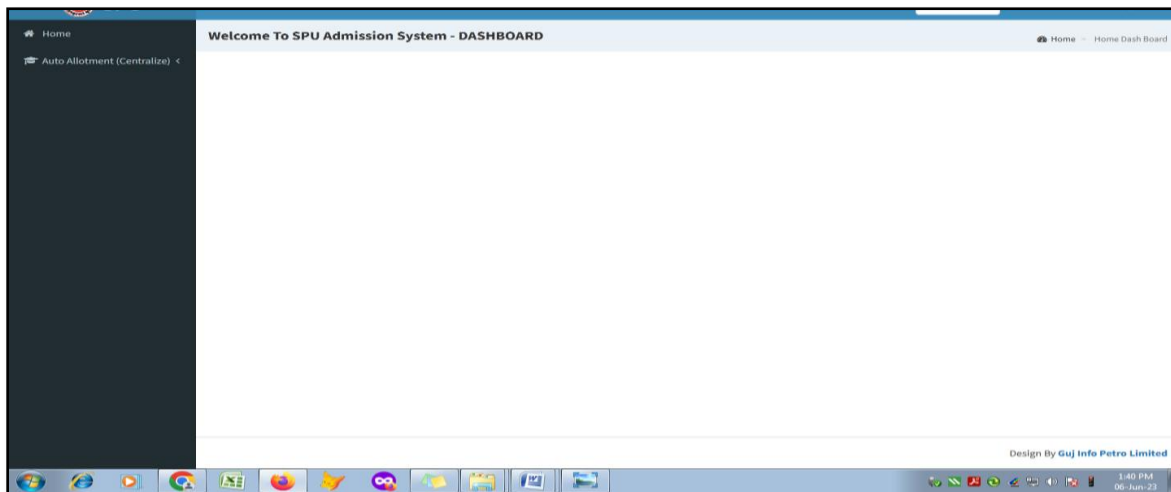 Home
Welcome To SPU Admission System - DASHBOARD
Home
Home Dash Board
Auto Allotment (Centralize) <
Design By Guj Info Petro Limited
1:40 PM
06-Jun-23